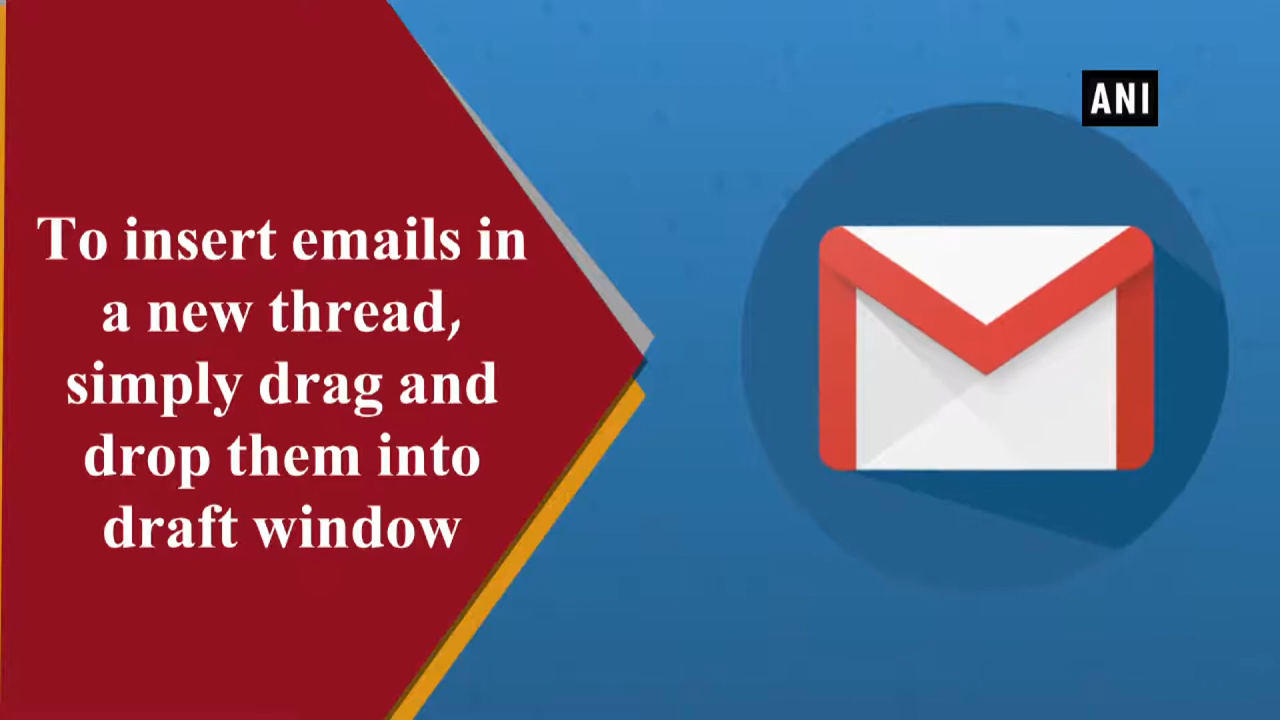 To insert emails in
a new thread,
simply drag and
drop them into
draft window
ANI